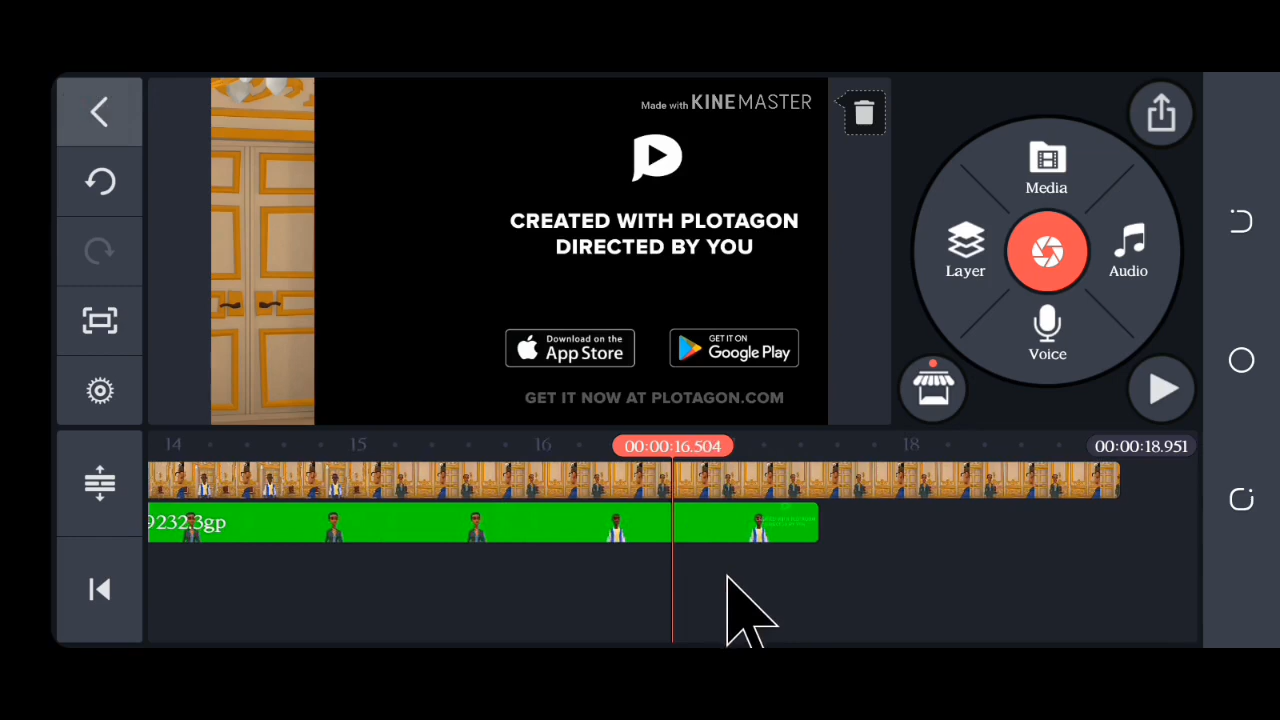 Made with KINEMASTER
CREATED WITH PLOTAGON
DIRECTED BY YOU
Download on the
App Store
GET IT ON
Google Play
GET IT NOW AT PLOTAGON.COM
Media
Layer
Audio
Voice
14
15
16
00:00:16.504
18
00:00:18.951
9232.3gp